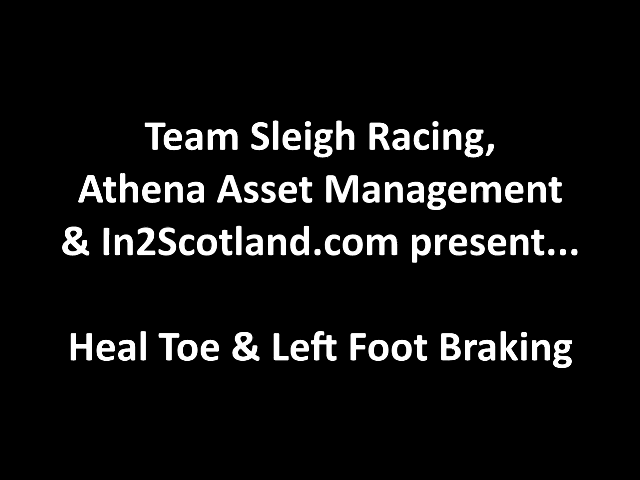 Team Sleigh Racing,
Athena Asset Management
& In2Scotland.com present...
Heal Toe & Left Foot Braking